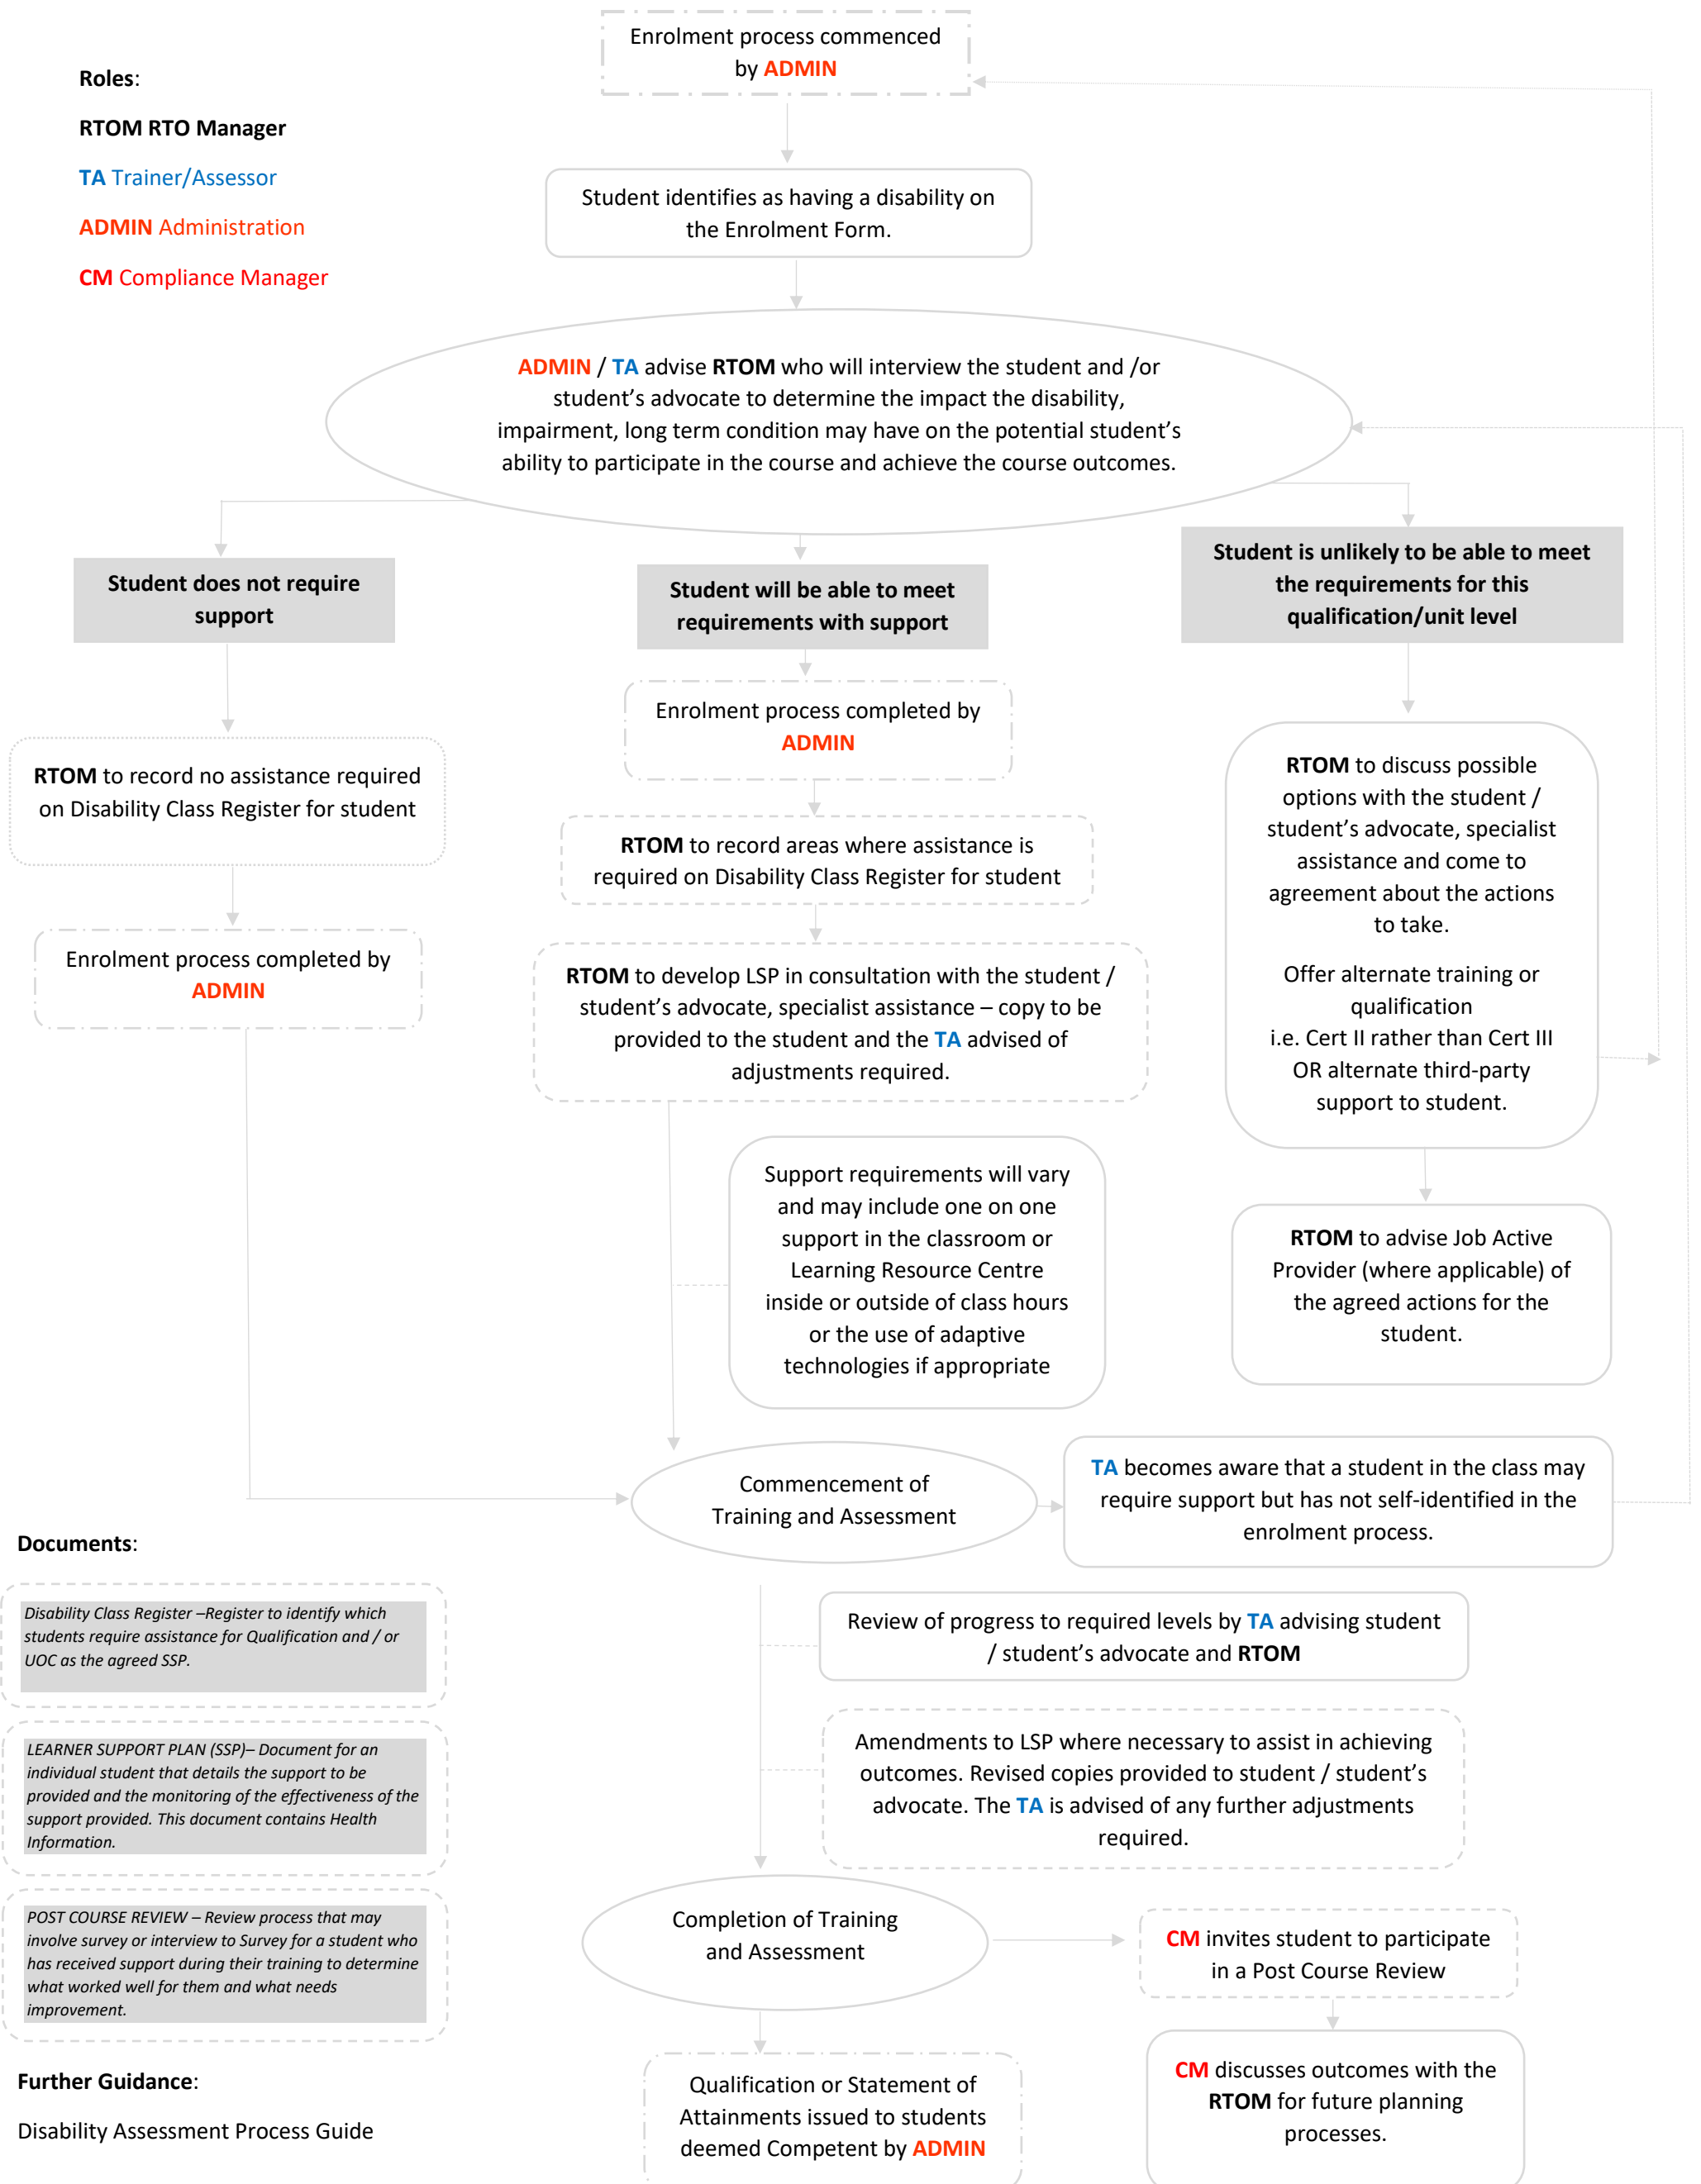 Enrolment process commenced
by ADMIN
Roles:
RTOM RTO Manager
TA Trainer/Assessor
ADMIN Administration
CM Compliance Manager
Student identifies as having a disability on
the Enrolment Form.
ADMIN / TA advise RTOM who will interview the student and /or
student’s advocate to determine the impact the disability,
impairment, long term condition may have on the potential student’s
ability to participate in the course and achieve the course outcomes.
Student does not require
support
RTOM to record no assistance required
on Disability Class Register for student
Enrolment process completed by
ADMIN
Student will be able to meet
requirements with support
Enrolment process completed by
ADMIN
RTOM to record areas where assistance is
required on Disability Class Register for student
RTOM to develop LSP in consultation with the student /
student’s advocate, specialist assistance – copy to be
provided to the student and the TA advised of
adjustments required.
Support requirements will vary
and may include one on one
support in the classroom or
Learning Resource Centre
inside or outside of class hours
or the use of adaptive
technologies if appropriate
Student is unlikely to be able to meet
the requirements for this
qualification/unit level
RTOM to discuss possible
options with the student /
student’s advocate, specialist
assistance and come to
agreement about the actions
to take.
Offer alternate training or
qualification
i.e. Cert II rather than Cert III
OR alternate third-party
support to student.
RTOM to advise Job Active
Provider (where applicable) of
the agreed actions for the
student.
Commencement of
Training and Assessment
TA becomes aware that a student in the class may
require support but has not self-identified in the
enrolment process.
Review of progress to required levels by TA advising student
/ student’s advocate and RTOM
Amendments to LSP where necessary to assist in achieving
outcomes. Revised copies provided to student / student’s
advocate. The TA is advised of any further adjustments
required.
Completion of Training
and Assessment
CM invites student to participate
in a Post Course Review
CM discusses outcomes with the
RTOM for future planning
processes.
Qualification or Statement of
Attainments issued to students
deemed Competent by ADMIN
Documents:
Disability Class Register –Register to identify which
students require assistance for Qualification and / or
UOC as the agreed SSP.
LEARNER SUPPORT PLAN (SSP)– Document for an
individual student that details the support to be
provided and the monitoring of the effectiveness of the
support provided. This document contains Health
Information.
POST COURSE REVIEW – Review process that may
involve survey or interview to Survey for a student who
has received support during their training to determine
what worked well for them and what needs
improvement.
Further Guidance:
Disability Assessment Process Guide